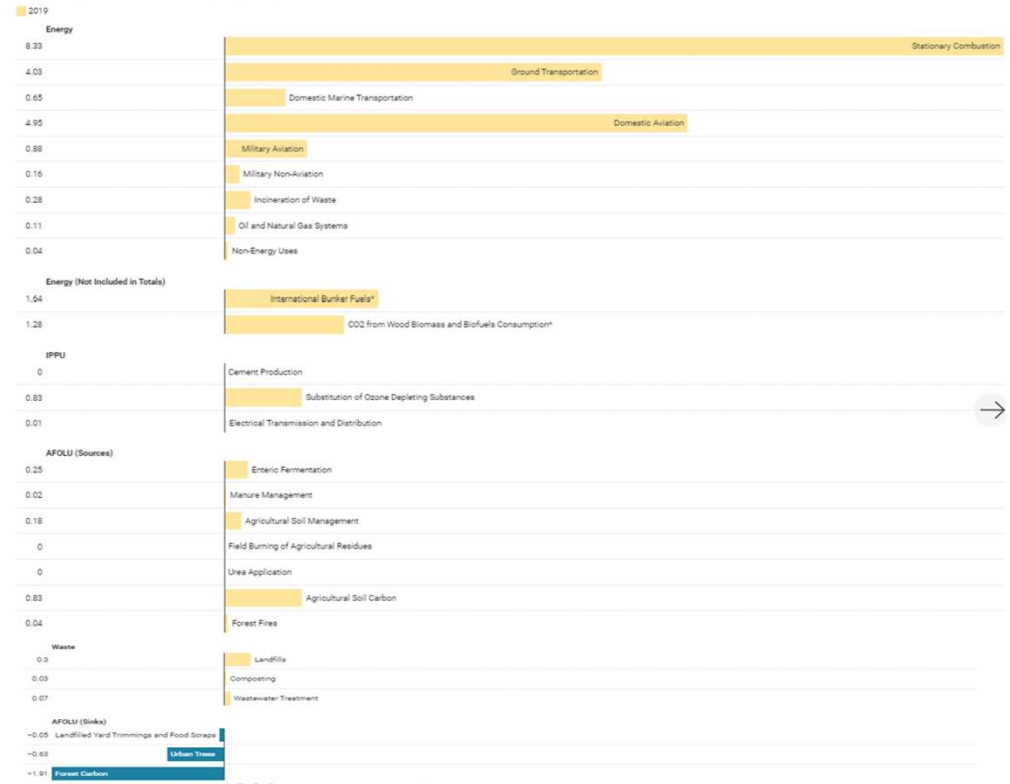 2019
Energy
8.33 Stationary Combustion
4.03 Ground Transportation
0.65 Domestic Marine Transportation
4.95 Domestic Aviation
0.88 Military Aviation
0.16 Military Non-Aviation
0.28 Incineration of Waste
0.11 Oil and Natural Gas Systems
0.04 Non-Energy Uses
Energy (Not Included in Totals)
1.64 International Bunker Fuels*
1.28 CO2 from Wood Biomass and Biofuels Consumption*
IPPU
0 Cement Production
0.83 Substitution of Ozone Depleting Substances
0.01 Electrical Transmission and Distribution
AFOLU (Sources)
0.25 Enteric Fermentation
0.02 Manure Management
0.18 Agricultural Soil Management
0 Field Burning of Agricultural Residues
0 Urea Application
0.83 Agricultural Soil Carbon
0.04 Forest Fires
Waste
0.3 Landfills
0.03 Composting
0.07 Wastewater Treatment
AFOLU (Sinks)
−0.05 Landfilled Yard Trimmings and Food Scraps
−0.63 Urban Trees
−1.91 Forest Carbon